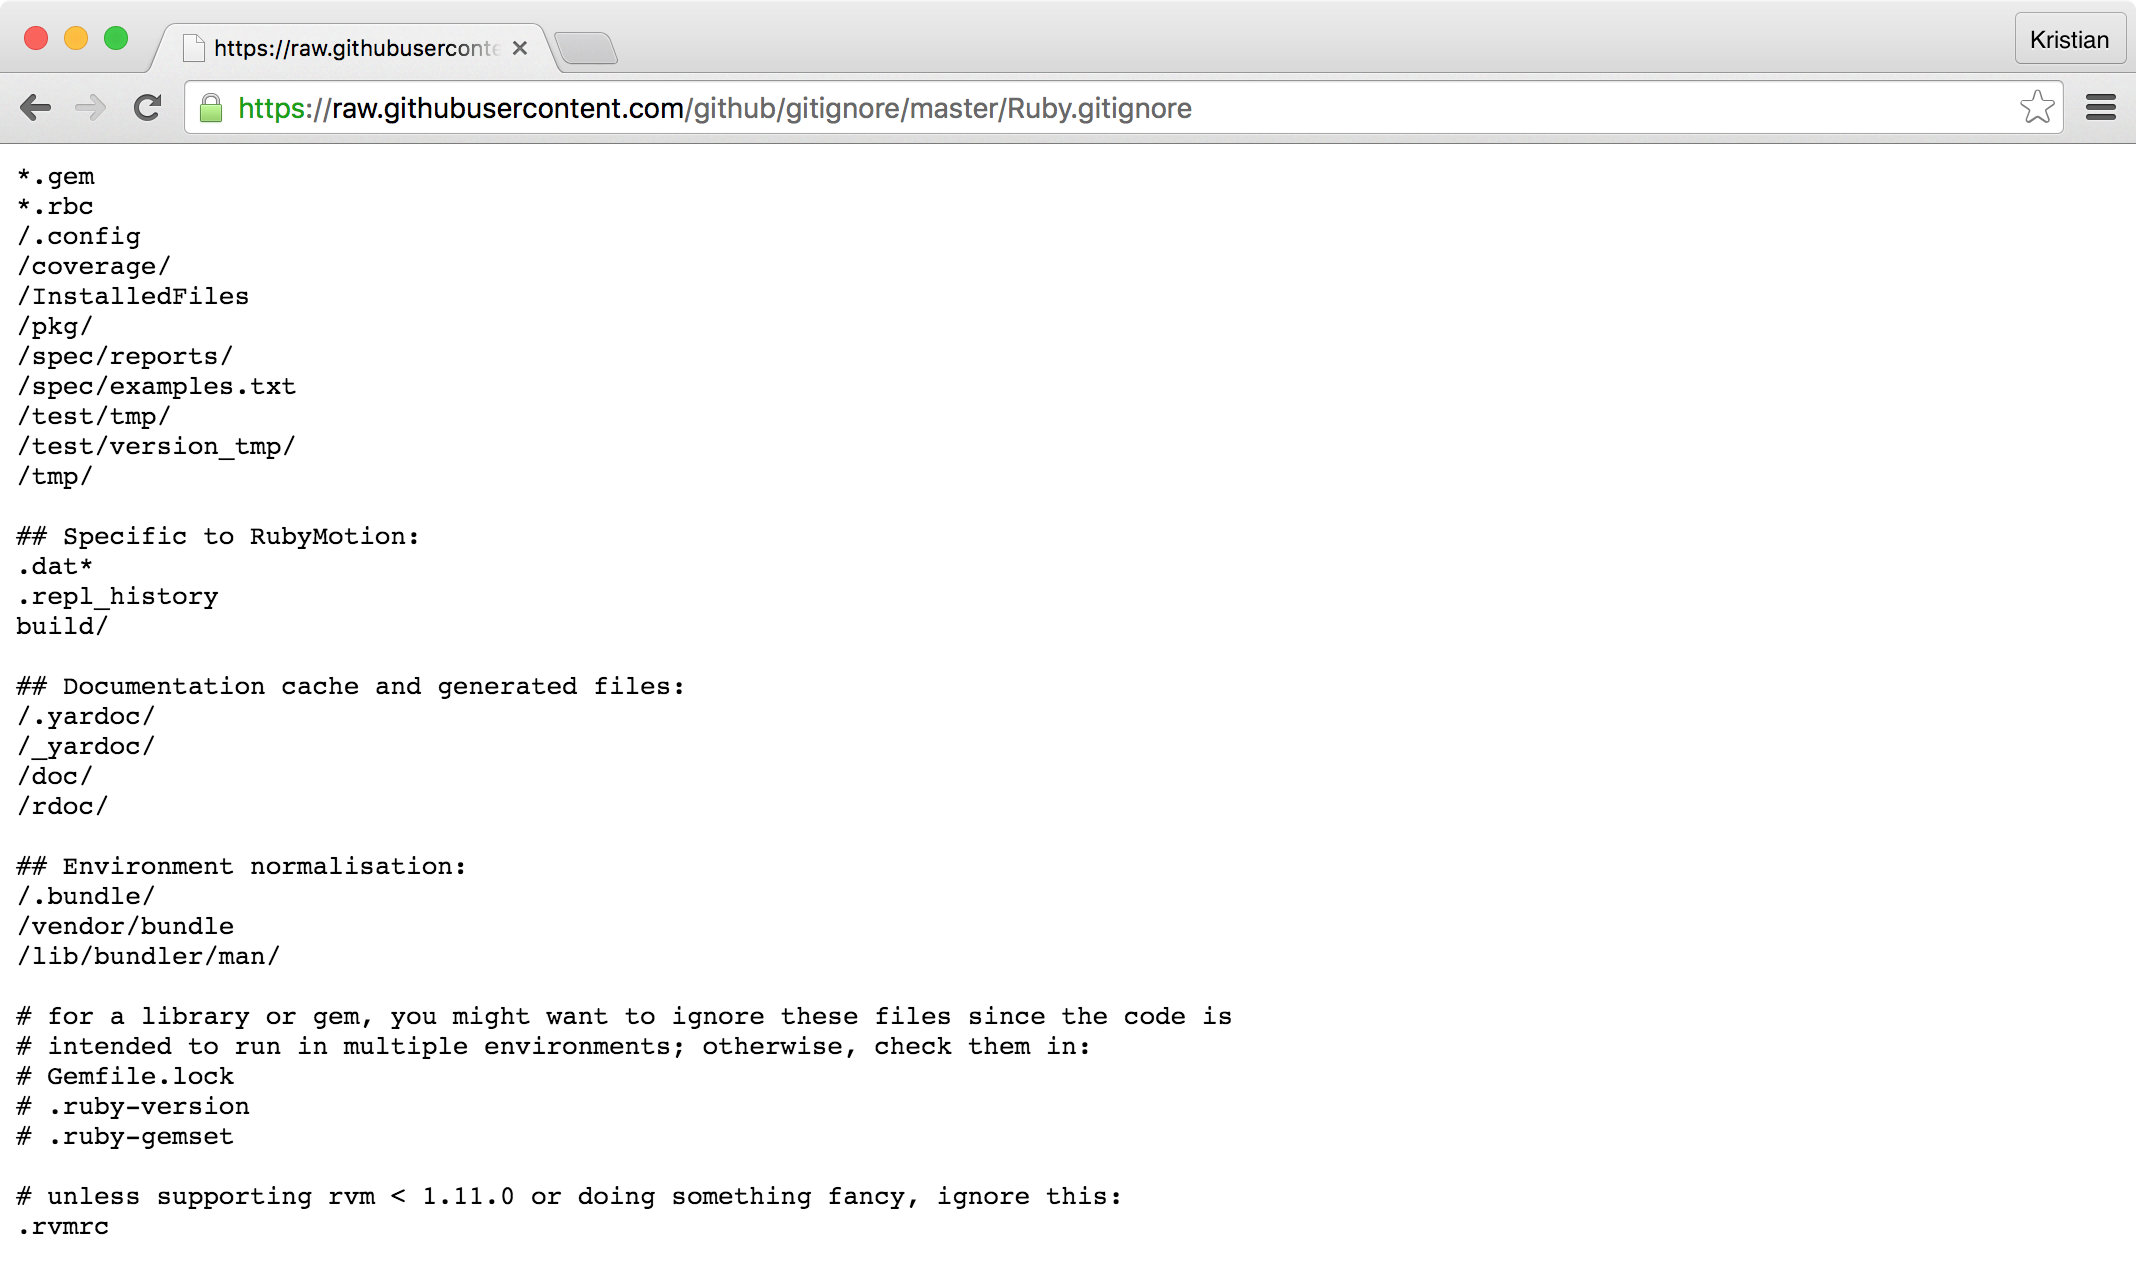 https://raw.githubuserconte
Kristian
https://raw.githubusercontent.com/github/gitignore/master/Ruby.gitignore
*.gem
*.rbc
/.config
/coverage/
/InstalledFiles
/pkg/
/spec/reports/
/spec/examples.txt
/test/tmp/
/test/version_tmp/
/tmp/

## Specific to RubyMotion:
.dat*
.repl_history
build/

## Documentation cache and generated files:
/.yardoc/
/_yardoc/
/doc/
/rdoc/

## Environment normalisation:
/.bundle/
/vendor/bundle
/lib/bundler/man/

# for a library or gem, you might want to ignore these files since the code is
# intended to run in multiple environments; otherwise, check them in:
# Gemfile.lock
# .ruby-version
# .ruby-gemset

# unless supporting rvm < 1.11.0 or doing something fancy, ignore this:
.rvmrc